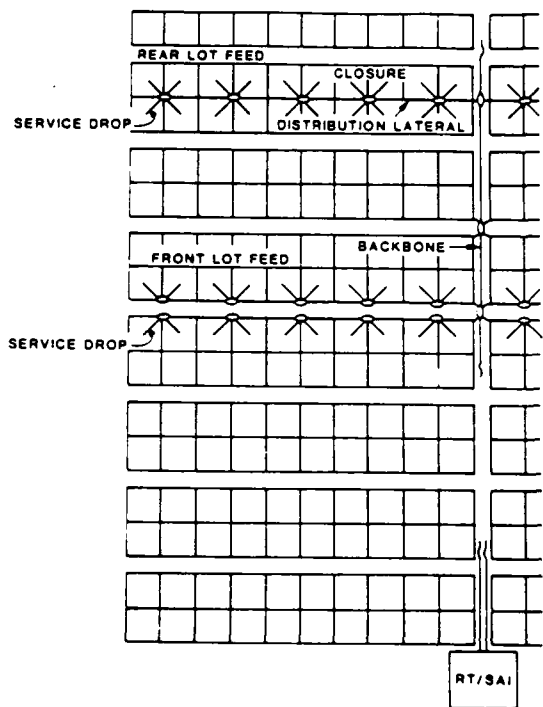 REAR LOT FEED
CLOSURE
SERVICE DROP
DISTRIBUTION LATERAL
BACKBONE
FRONT LOT FEED
SERVICE DROP
RT/SAI